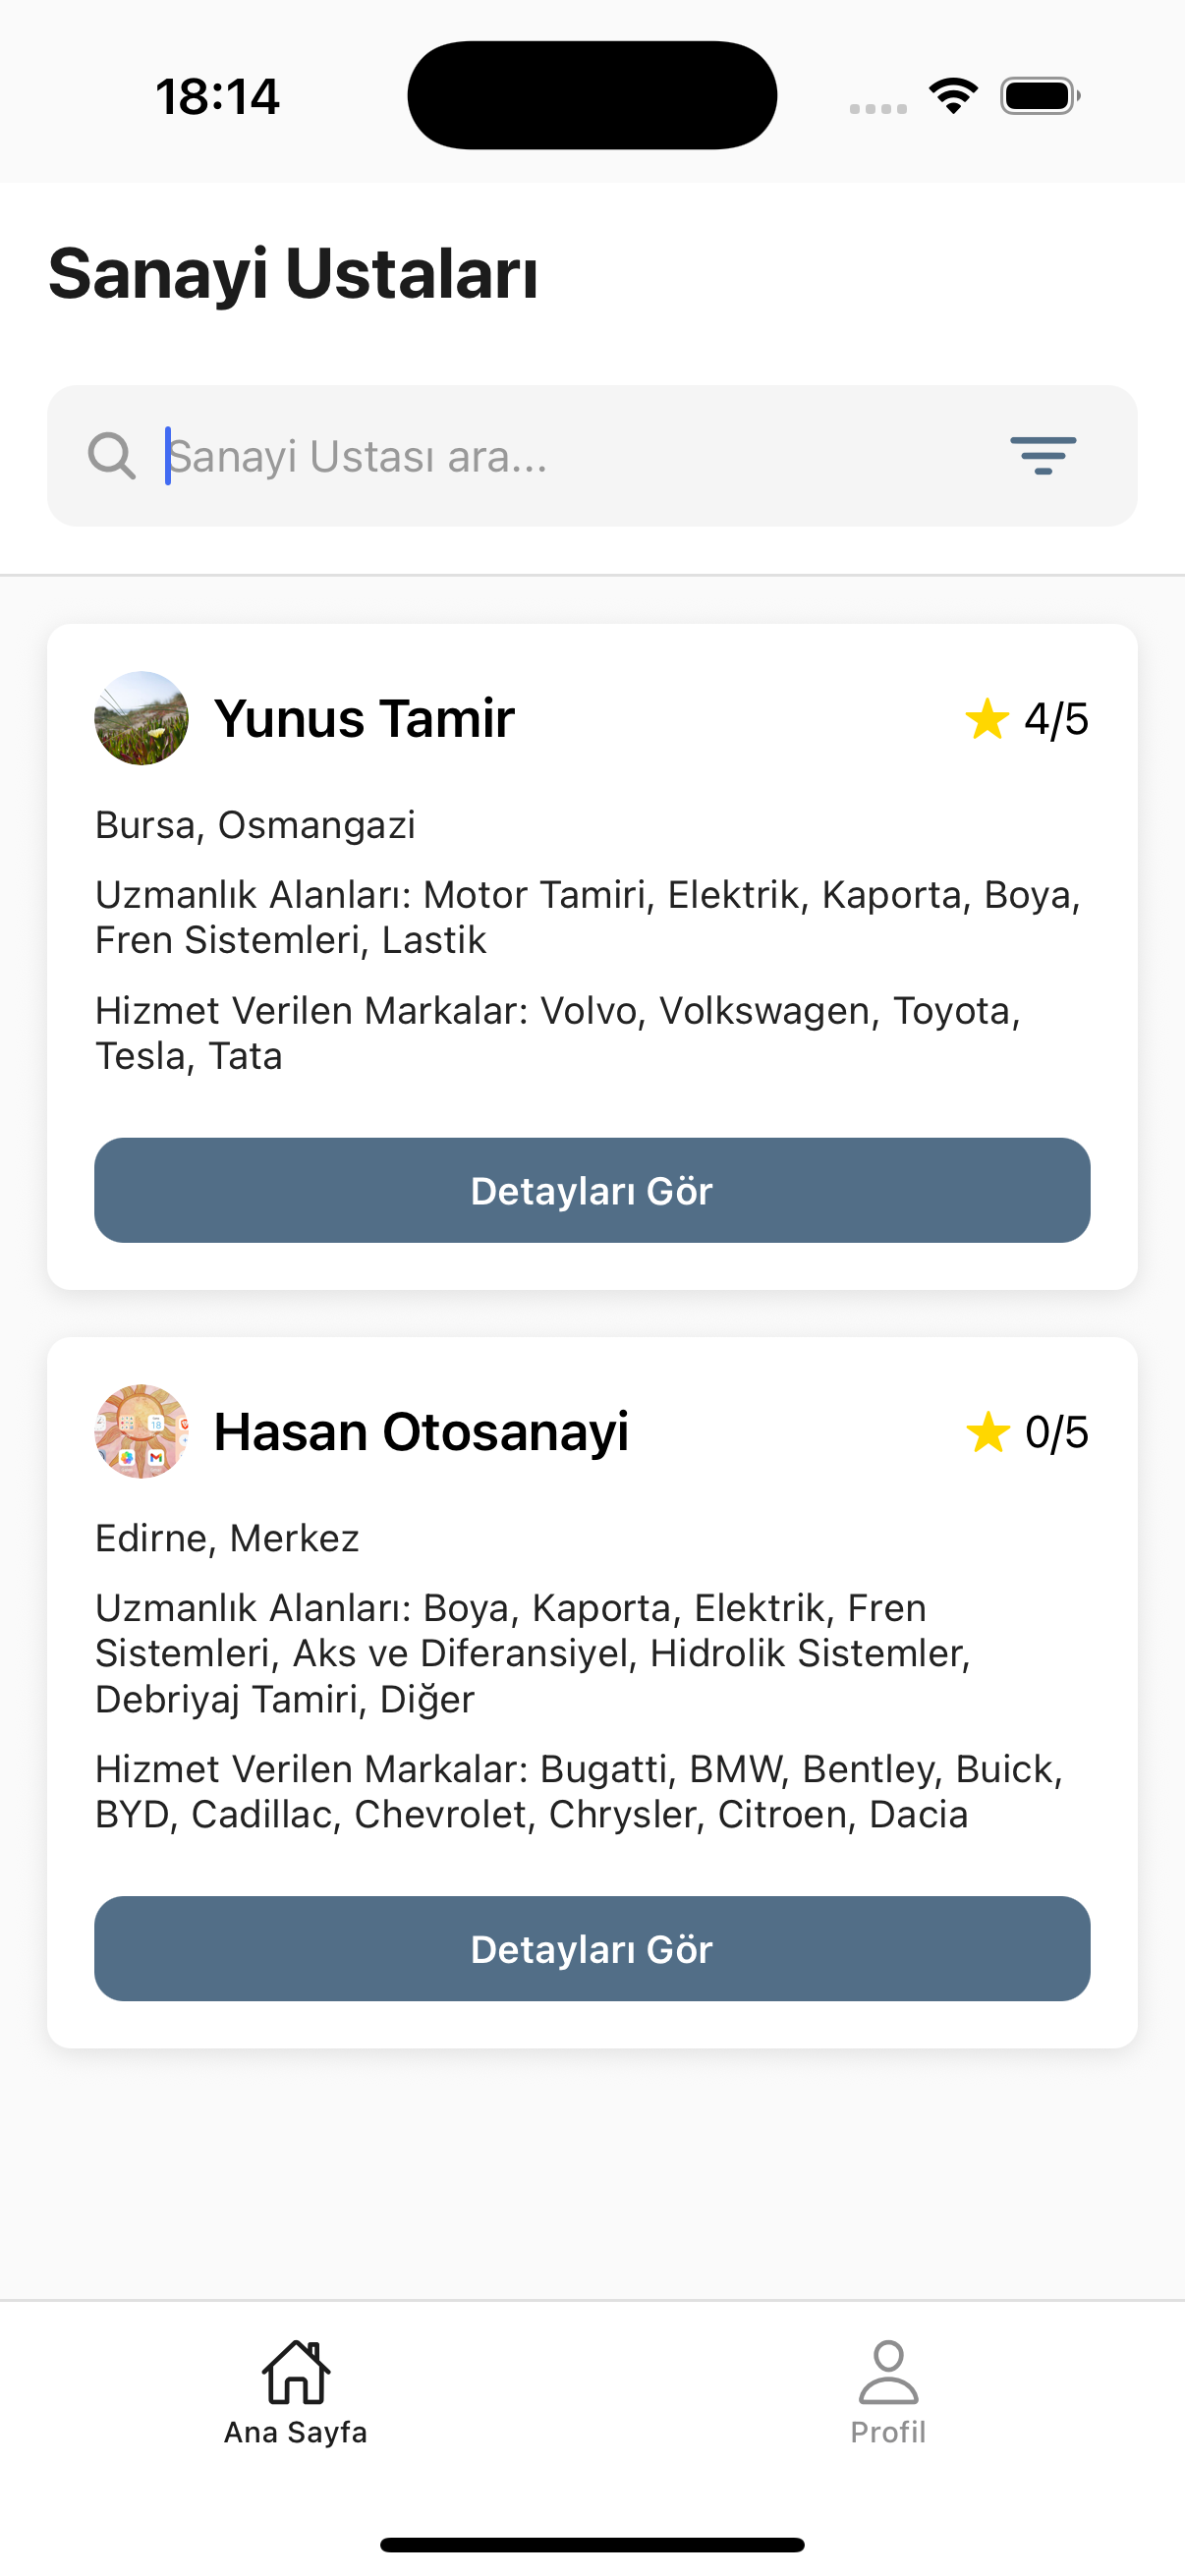 18:14
Sanayi Ustaları
Sanayi Ustası ara...
Yunus Tamir
4/5
Bursa, Osmangazi
Uzmanlık Alanları: Motor Tamiri, Elektrik, Kaporta, Boya,
Fren Sistemleri, Lastik
Hizmet Verilen Markalar: Volvo, Volkswagen, Toyota,
Tesla, Tata
Detayları Gör
Hasan Otosanayi
0/5
Edirne, Merkez
Uzmanlık Alanları: Boya, Kaporta, Elektrik, Fren
Sistemleri, Aks ve Diferansiyel, Hidrolik Sistemler,
Debriyaj Tamiri, Diğer
Hizmet Verilen Markalar: Bugatti, BMW, Bentley, Buick,
BYD, Cadillac, Chevrolet, Chrysler, Citroen, Dacia
Detayları Gör
Ana Sayfa
Profil